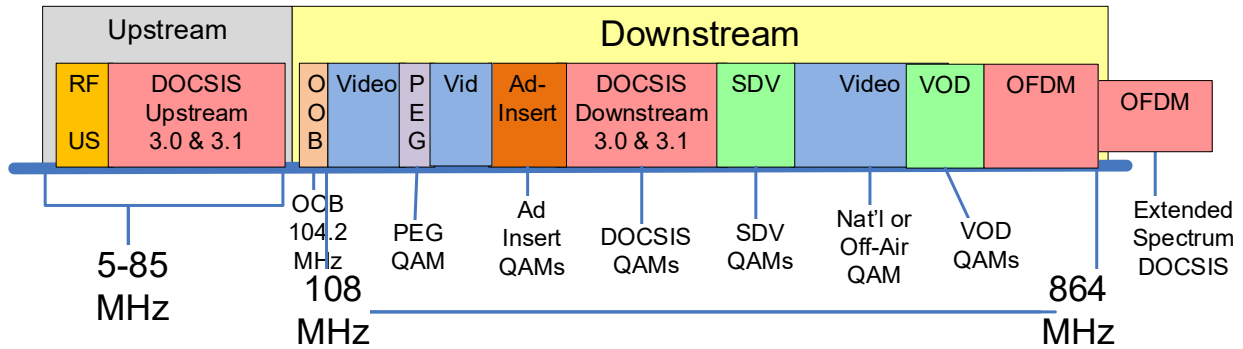 Upstream
Downstream
RF
US
DOCSIS
Upstream
3.0 & 3.1
O
O
B
Video
P
E
G
Vid
Ad-
Insert
DOCSIS
Downstream
3.0 & 3.1
SDV
Video
VOD
OFDM
OFDM
5-85
MHz
OOB
104.2
MHz
108
MHz
PEG
QAM
Ad
Insert
QAMs
DOCSIS
QAMs
SDV
QAMs
Nat'l or
Off-Air
QAM
VOD
QAMs
864
MHz
Extended
Spectrum
DOCSIS